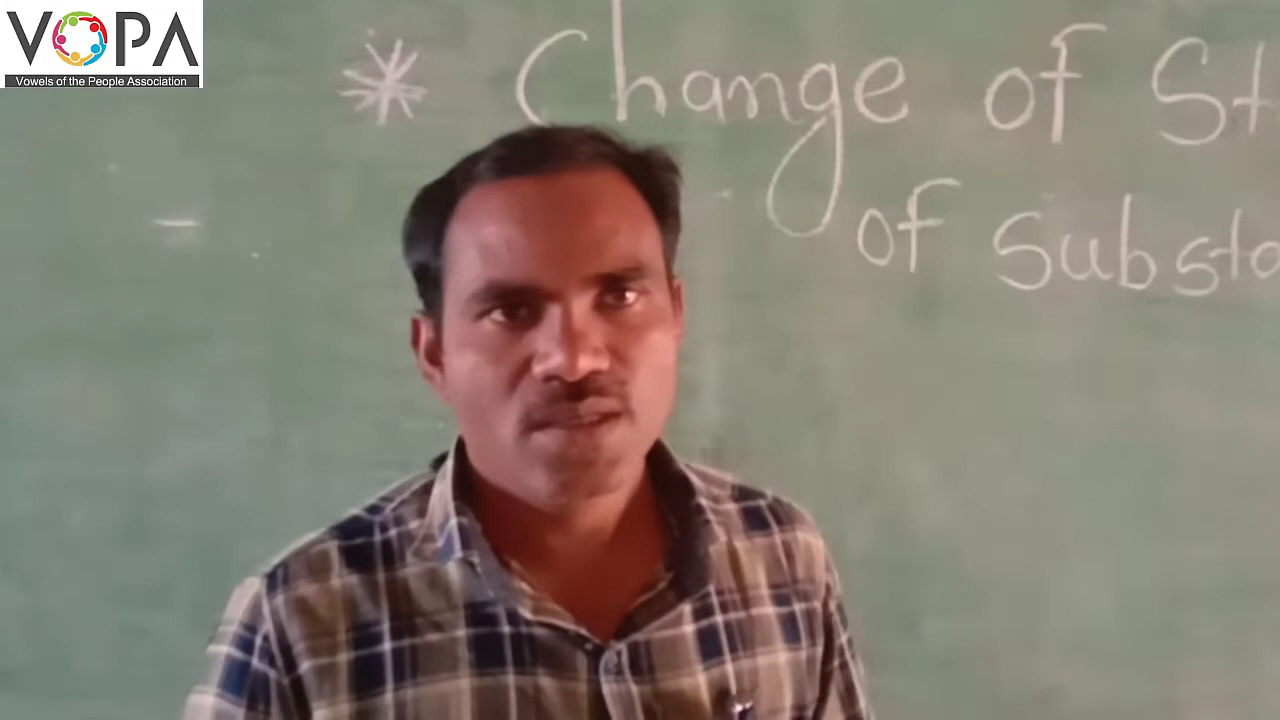 VOPA
Vowels of the People Association
* Change of St
of Substa